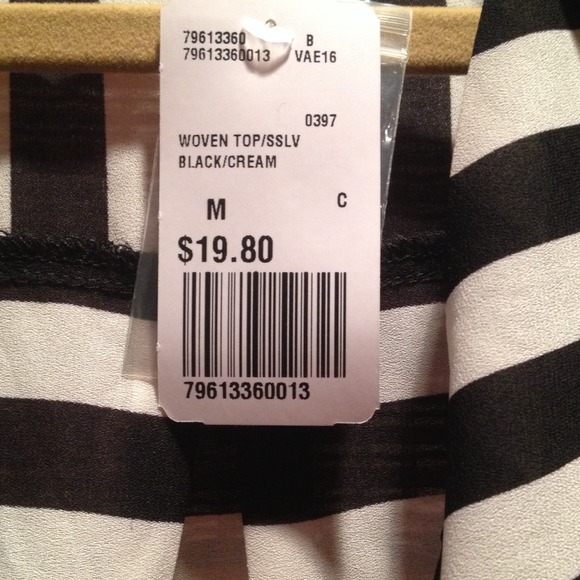 79613360 B
79613360013 VAE16
0397
WOVEN TOP/SSLV
BLACK/CREAM
M C
$19.80
79613360013